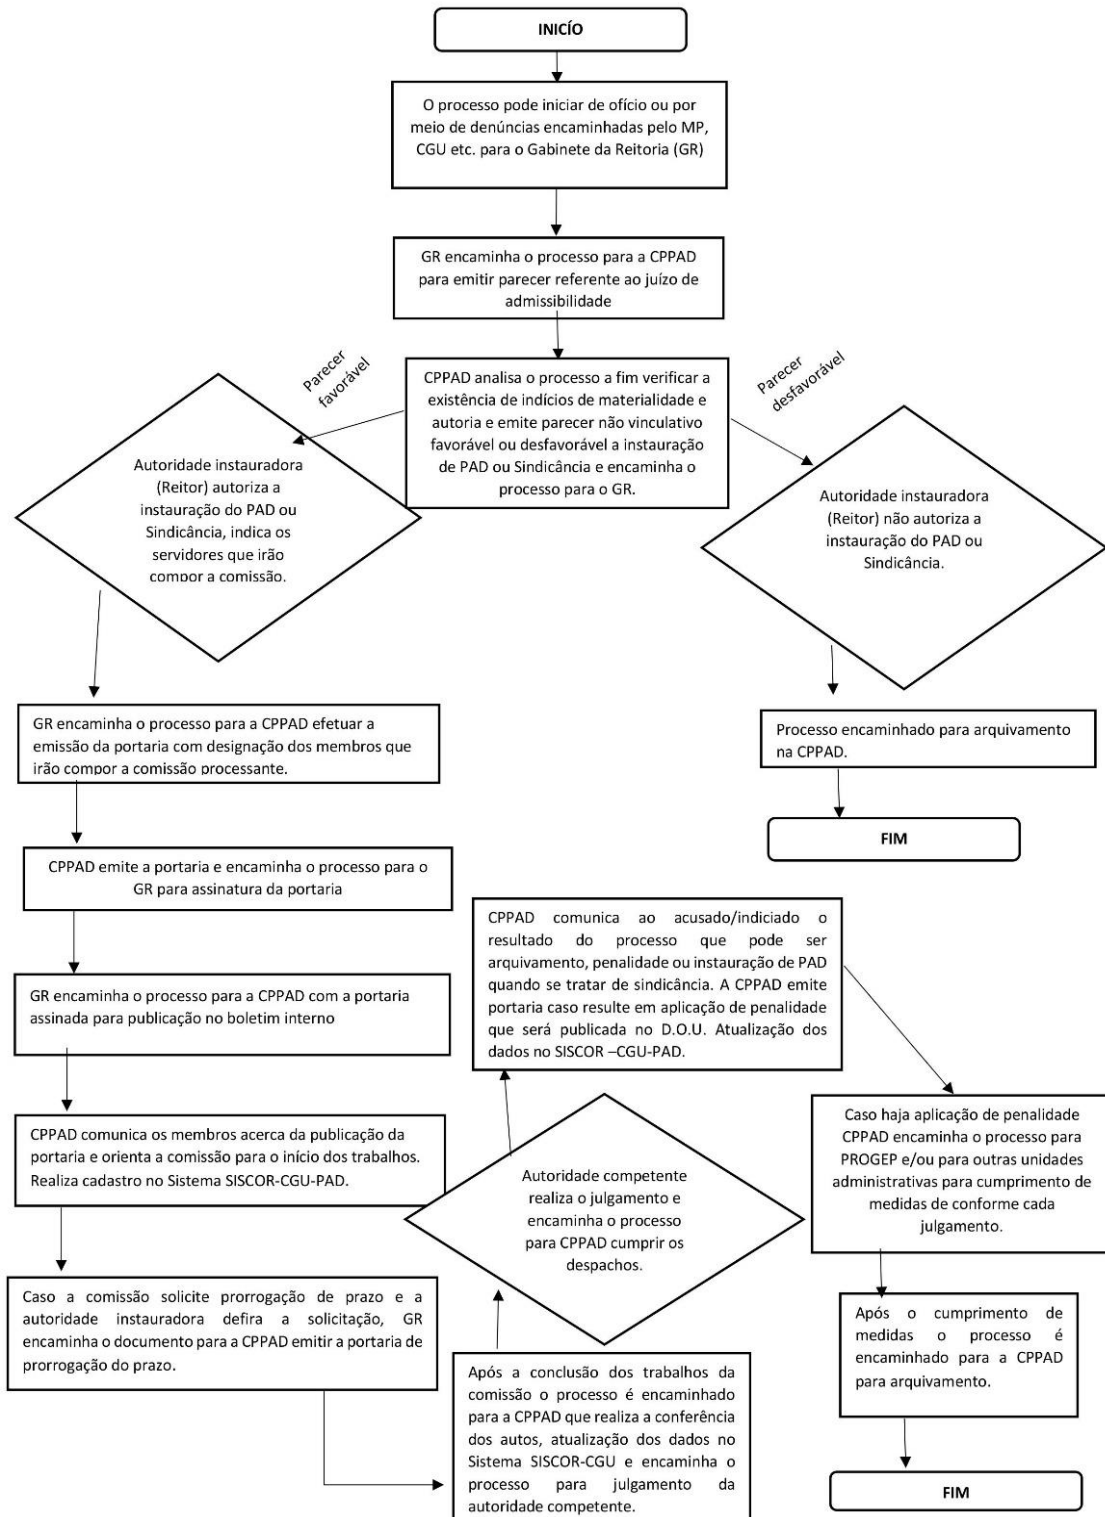 INICÍO
O processo pode iniciar de ofício ou por
meio de denúncias encaminhadas pelo MP,
CGU etc. para o Gabinete da Reitoria (GR)
GR encaminha o processo para a CPPAD
para emitir parecer referente ao juízo de
admissibilidade
CPPAD analisa o processo a fim verificar a
existência de indícios de materialidade e
autoria e emite parecer não vinculativo
favorável ou desfavorável a instauração
de PAD ou Sindicância e encaminha o
processo para o GR.
Parecer
favorável
Parecer
desfavorável
Autoridade instauradora
(Reitor) autoriza a
instauração do PAD ou
Sindicância, indica os
servidores que irão
compor a comissão.
Autoridade instauradora
(Reitor) não autoriza a
instauração do PAD ou
Sindicância.
Processo encaminhado para arquivamento
na CPPAD.
FIM
GR encaminha o processo para a CPPAD efetuar a
emissão da portaria com designação dos membros que
irão compor a comissão processante.
CPPAD emite a portaria e encaminha o processo para o
GR para assinatura da portaria
GR encaminha o processo para a CPPAD com a portaria
assinada para publicação no boletim interno
CPPAD comunica os membros acerca da publicação da
portaria e orienta a comissão para o início dos trabalhos.
Realiza cadastro no Sistema SISCOR-CGU-PAD.
Caso a comissão solicite prorrogação de prazo e a
autoridade instauradora defira a solicitação, GR
encaminha o documento para a CPPAD emitir a portaria de
prorrogação do prazo.
Após a conclusão dos trabalhos da
comissão o processo é encaminhado
para a CPPAD que realiza a conferência
dos autos, atualização dos dados no
Sistema SISCOR-CGU e encaminha o
processo para julgamento da
autoridade competente.
Autoridade competente
realiza o julgamento e
encaminha o processo
para CPPAD cumprir os
despachos.
CPPAD comunica ao acusado/indiciado o
resultado do processo que pode ser
arquivamento, penalidade ou instauração de PAD
quando se tratar de sindicância. A CPPAD emite
portaria caso resulte em aplicação de penalidade
que será publicada no D.O.U. Atualização dos
dados no SISCOR –CGU-PAD.
Caso haja aplicação de penalidade
CPPAD encaminha o processo para
PROGEP e/ou para outras unidades
administrativas para cumprimento de
medidas de conforme cada
julgamento.
Após o cumprimento de
medidas o processo é
encaminhado para a CPPAD
para arquivamento.
FIM